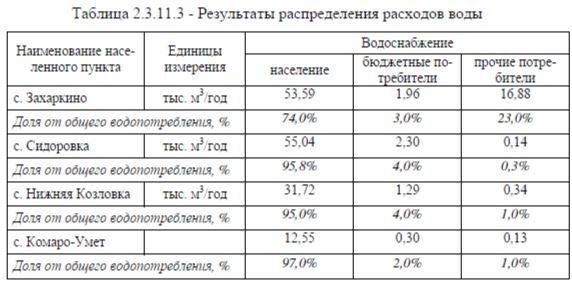 Таблица 2.3.11.3 - Результаты распределения расходов воды
Наименование насе-
ленного пункта
Единицы
измерения
Водоснабжение
население
бюджетные по-
требители
прочие потре-
бители
с. Захаркино тыс. м³/год 53,59 1,96 16,88
Доля от общего водопотребления, % 74,0% 3,0% 23,0%
с. Сидоровка тыс. м³/год 55,04 2,30 0,14
Доля от общего водопотребления, % 95,8% 4,0% 0,3%
с. Нижняя Козловка тыс. м³/год 31,72 1,29 0,34
Доля от общего водопотребления, % 95,0% 4,0% 1,0%
с. Комаро-Умет 12,55 0,30 0,13
Доля от общего водопотребления, % 97,0% 2,0% 1,0%